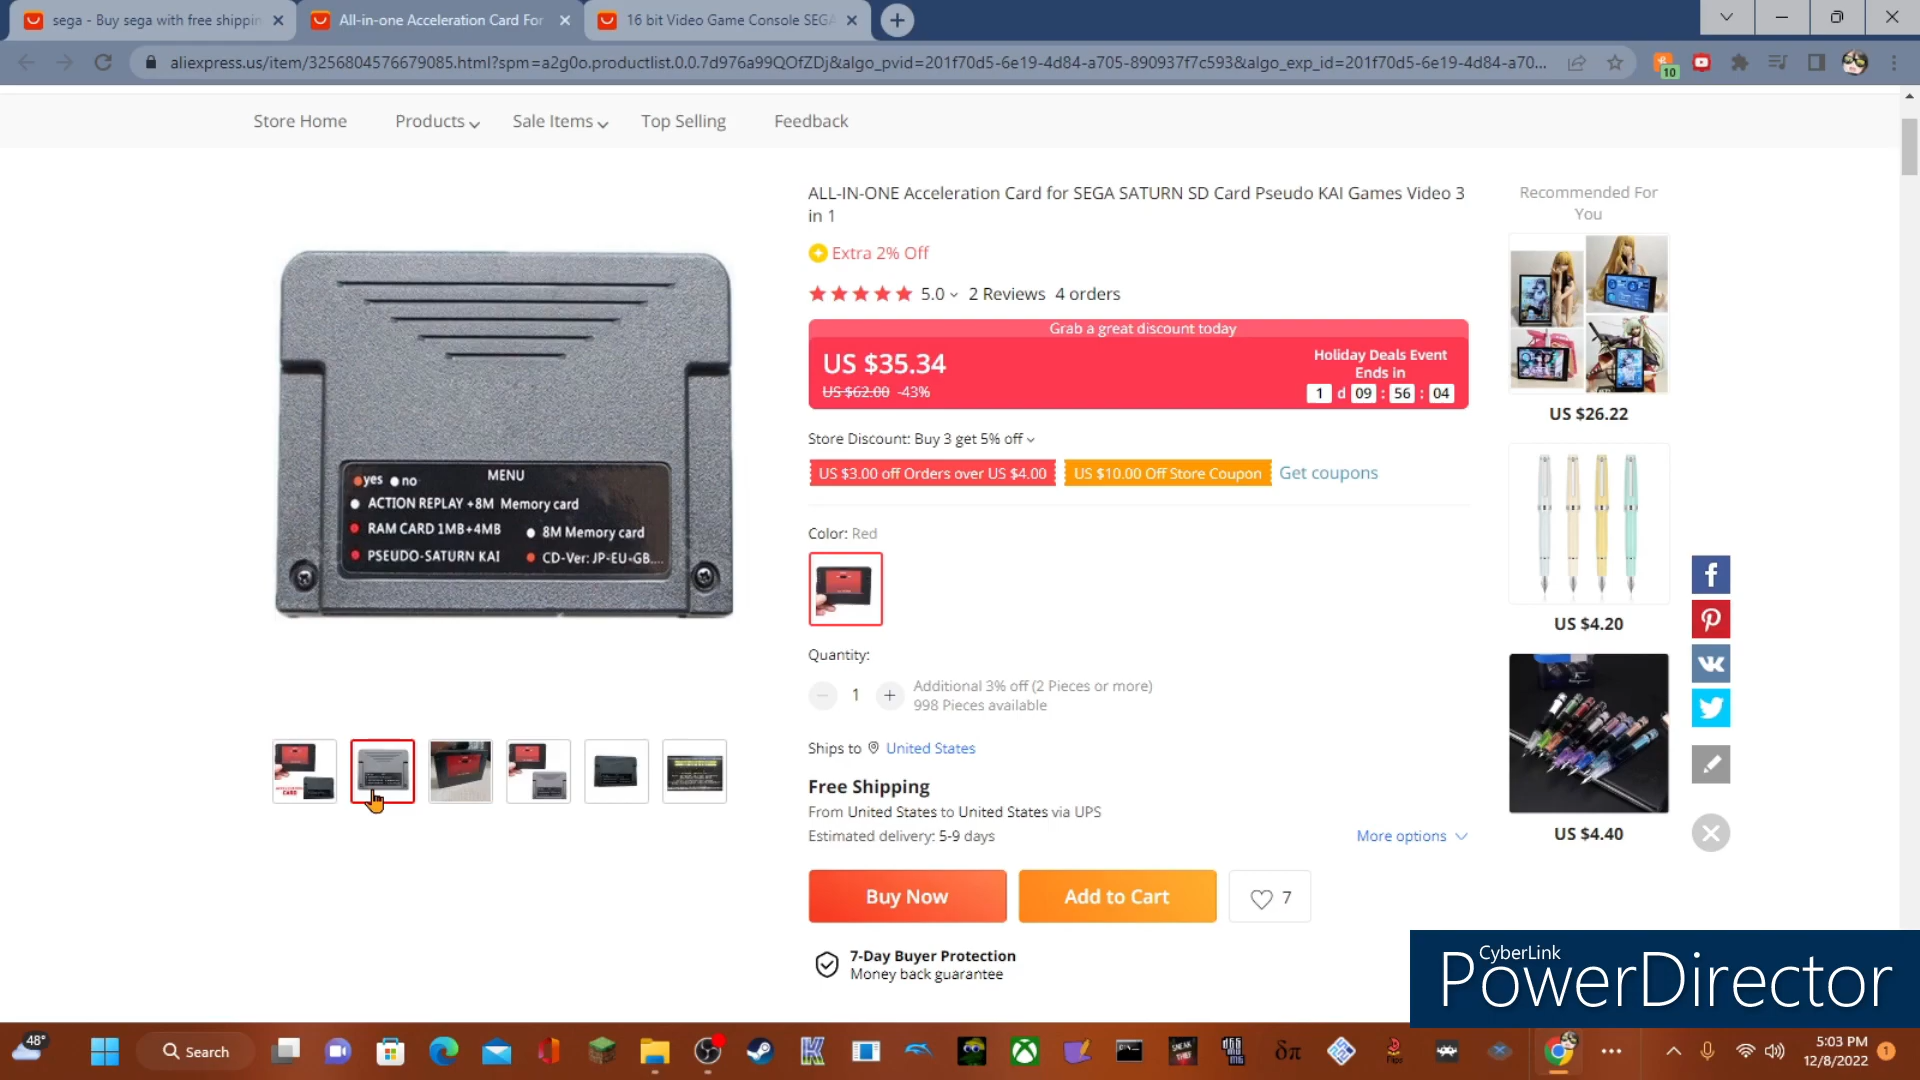 sega - Buy sega with free shippin
All-in-one Acceleration Card For
16 bit Video Game Console SEGA
aliexpress.us/item/3256804576679085.html?spm=a2g0o.productlist.0.0.7d976a99QOfZDj&algo_pvid=201f70d5-6e19-4d84-a705-890937f7c593&algo_exp_id=201f70d5-6e19-4d84-a70...
10
Store Home
Products
Sale Items
Top Selling
Feedback
ALL-IN-ONE Acceleration Card for SEGA SATURN SD Card Pseudo KAI Games Video 3
in 1
Extra 2% Off
5.0 2 Reviews 4 orders
Grab a great discount today
US $35.34
US $62.00 -43%
Holiday Deals Event
Ends in
1 d 09 : 56 : 04
Store Discount: Buy 3 get 5% off
US $3.00 off Orders over US $4.00
US $10.00 Off Store Coupon
Get coupons
Color: Red
Quantity:
1
Additional 3% off (2 Pieces or more)
998 Pieces available
Ships to United States
Free Shipping
From United States to United States via UPS
Estimated delivery: 5-9 days
More options
Buy Now
Add to Cart
7
7-Day Buyer Protection
Money back guarantee
yes no MENU
ACTION REPLAY +8M Memory card
RAM CARD 1MB+4MB 8M Memory card
PSEUDO-SATURN KAI CD-Ver: JP-EU-GB....
Recommended For
You
US $26.22
US $4.20
US $4.40
CyberLink
PowerDirector
48°
Search
5:03 PM
12/8/2022
1